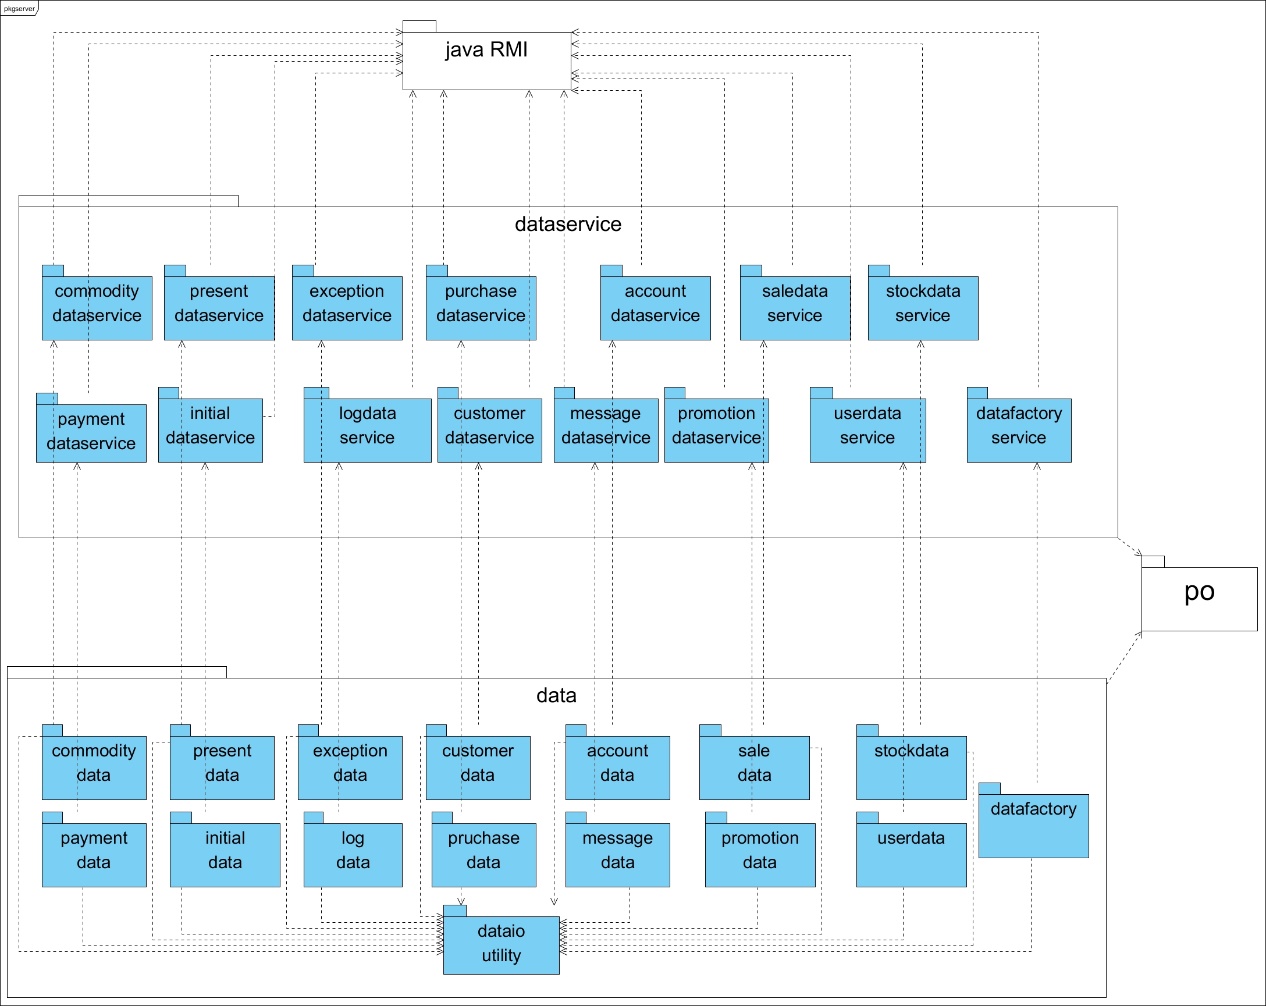 pkgserver
java RMI
dataservice
commodity
dataservice
present
dataservice
exception
dataservice
purchase
dataservice
account
dataservice
saledata
service
stockdata
service
payment
dataservice
initial
dataservice
logdata
service
customer
dataservice
message
dataservice
promotion
dataservice
userdata
service
datafactory
service
po
data
commodity
data
present
data
exception
data
customer
data
account
data
sale
data
stockdata
datafactory
payment
data
initial
data
log
data
pruchase
data
message
data
promotion
data
userdata
dataio
utility